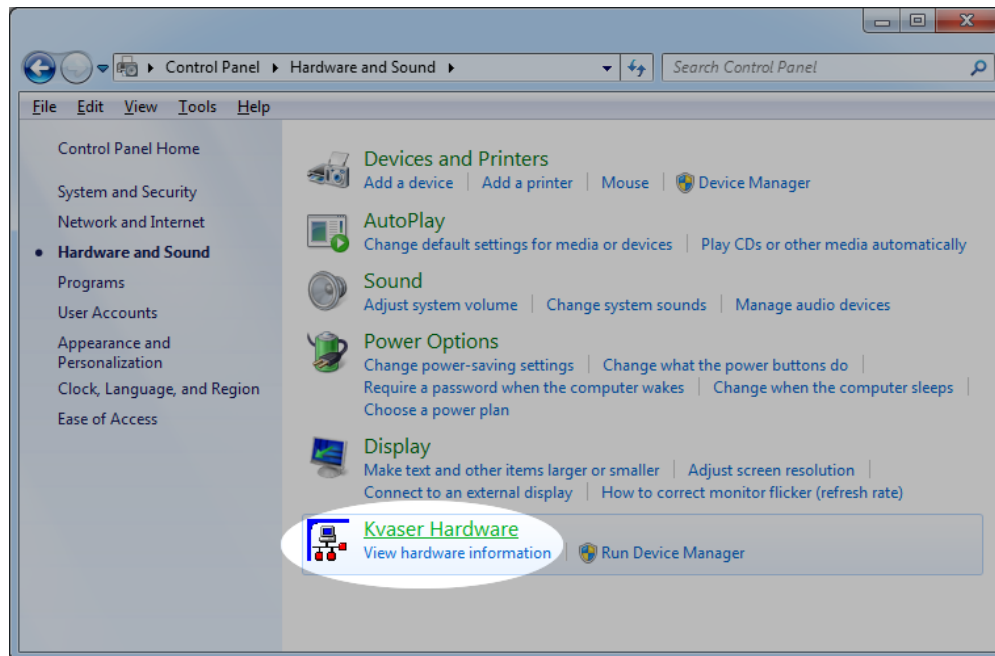 Control Panel Hardware and Sound Search Control Panel
File Edit View Tools Help
Control Panel Home
System and Security
Network and Internet
Hardware and Sound
Programs
User Accounts
Appearance and
Personalization
Clock, Language, and Region
Ease of Access
Devices and Printers
Add a device Add a printer Mouse Device Manager
AutoPlay
Change default settings for media or devices Play CDs or other media automatically
Sound
Adjust system volume Change system sounds Manage audio devices
Power Options
Change power-saving settings Change what the power buttons do
Require a password when the computer wakes Change when the computer sleeps
Choose a power plan
Display
Make text and other items larger or smaller Adjust screen resolution
Connect to an external display How to correct monitor flicker (refresh rate)
Kvaser Hardware
View hardware information Run Device Manager